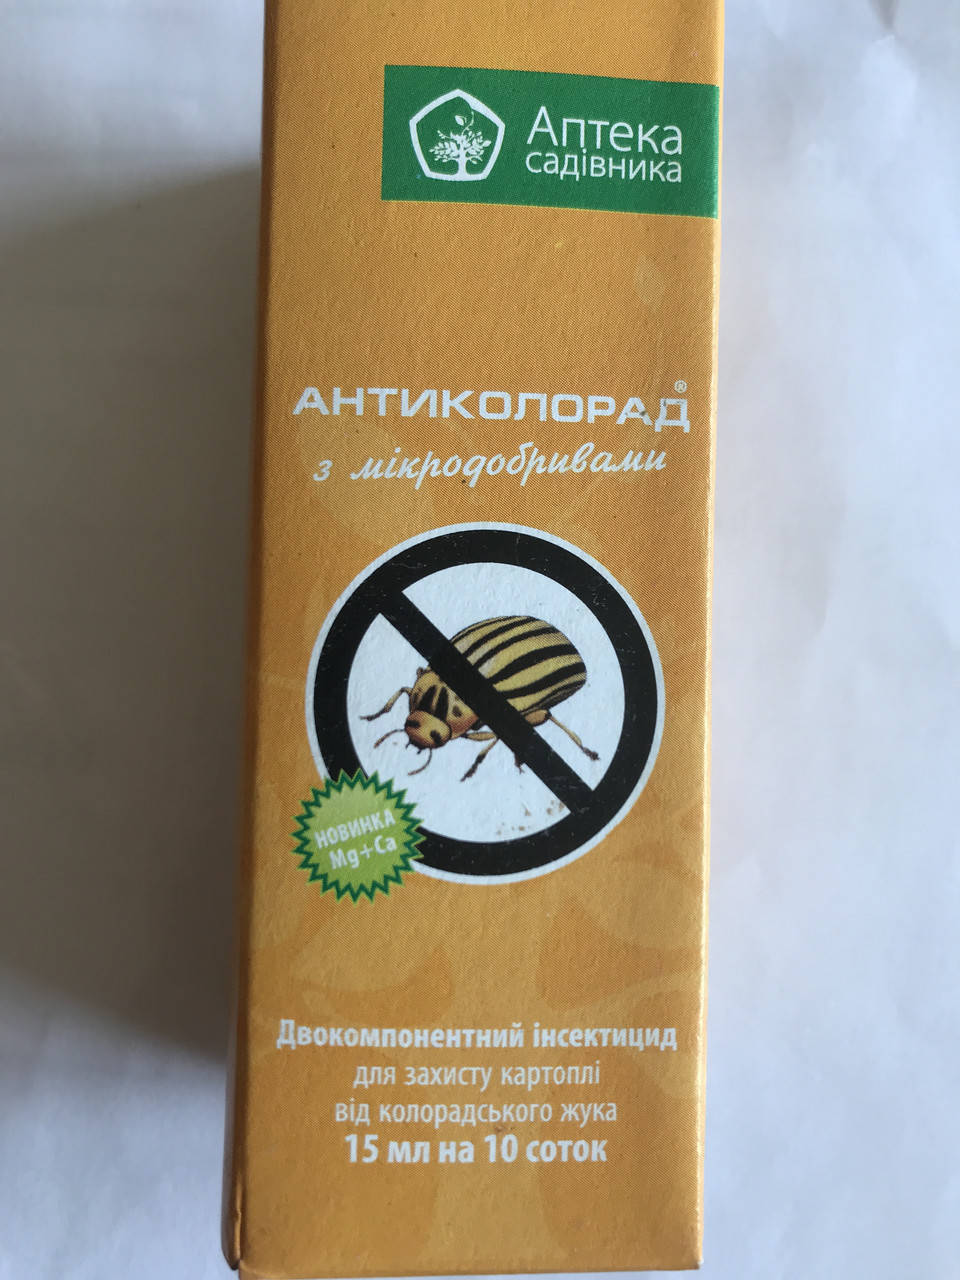 Аптека
садівника
АНТИКОЛОРАД®
з мікродобривами
НОВИНКА
Mg+Ca
Двокомпонентний інсектицид
для захисту картоплі
від колорадського жука
15 мл на 10 соток